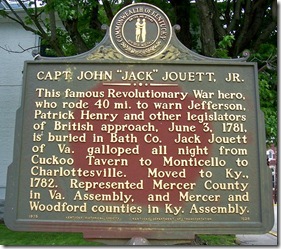 COMMONWEALTH OF KENTUCKY
CAPT. JOHN "JACK" JOUETT, JR.
This famous Revolutionary War hero,
who rode 40 mi. to warn Jefferson,
Patrick Henry and other legislators
of British approach, June 3, 1781,
is buried in Bath Co. Jack Jouett
of Va. galloped all night from
Cuckoo Tavern to Monticello to
Charlottesville. Moved to Ky.,
1782. Represented Mercer County
in Va. Assembly, and Mercer and
Woodford counties in Ky. Assembly.